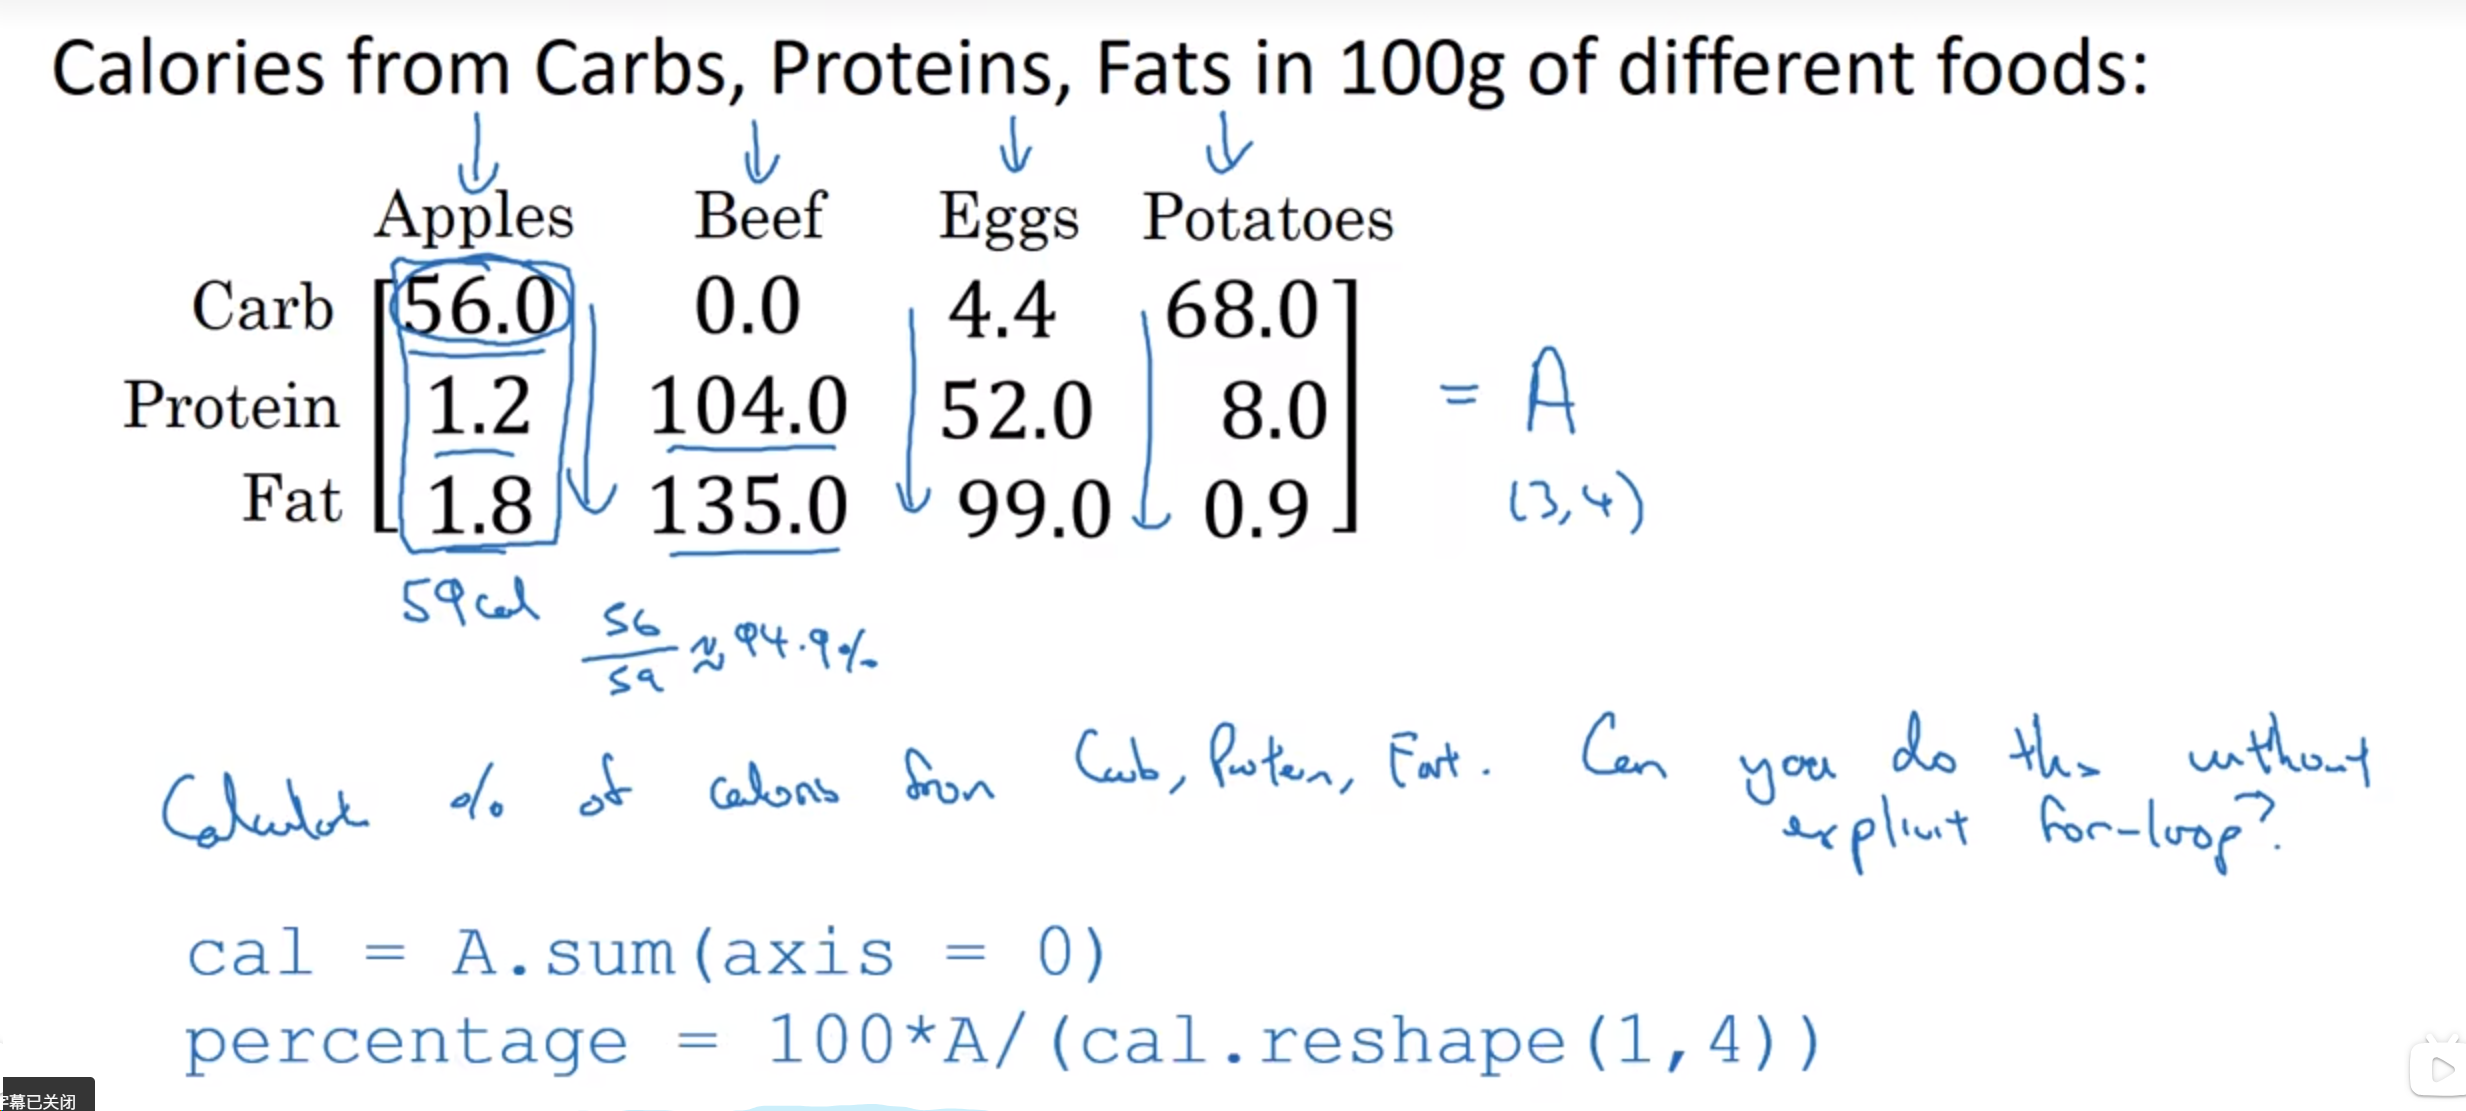 Calories from Carbs, Proteins, Fats in 100g of different foods:
Apples Beef Eggs Potatoes
Carb 56.0 0.0 4.4 68.0
Protein 1.2 104.0 52.0 8.0
Fat 1.8 135.0 99.0 0.9
= A
(3,4)
59 cal
56
59
≈ 94.9%
Calculate % of calories from Carb, Protein, Fat. Can you do this without
explicit for-loop?
cal = A.sum(axis = 0)
percentage = 100*A/(cal.reshape(1,4))
字幕已关闭